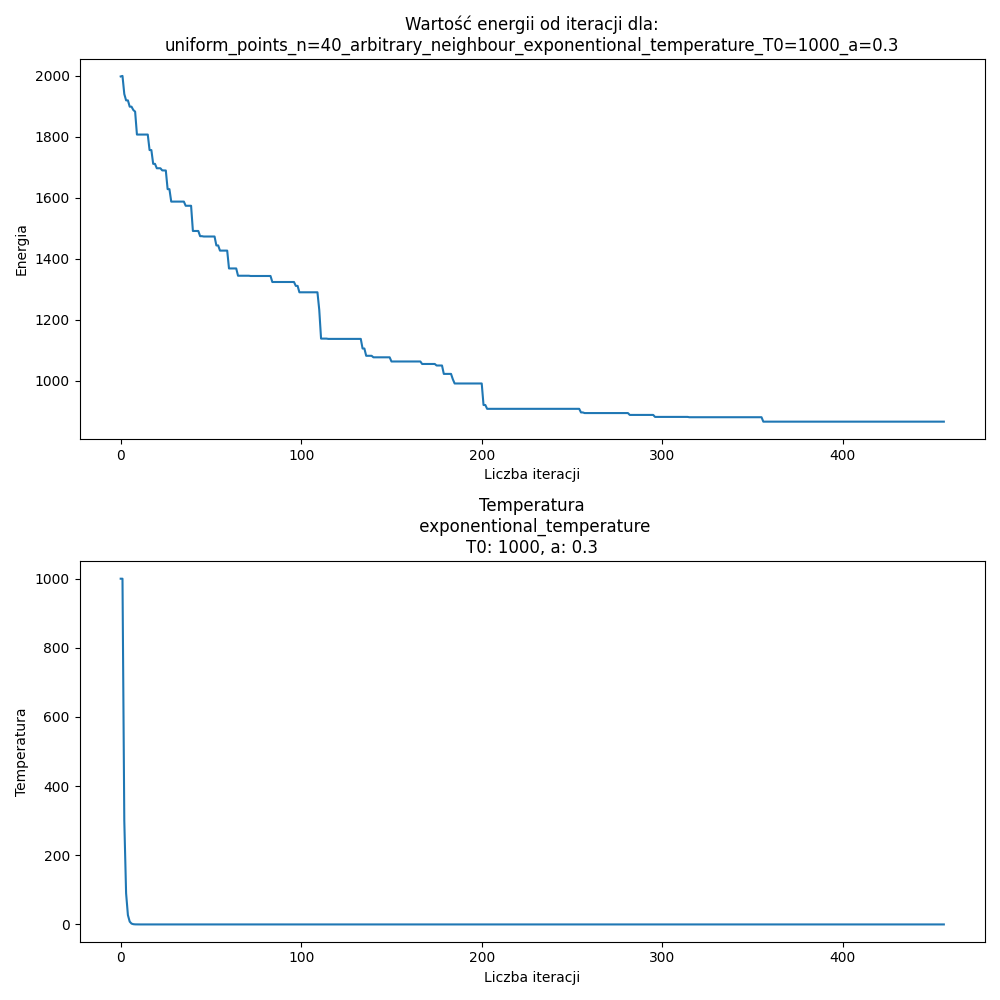 Wartość energii od iteracji dla:
uniform_points_n=40_arbitrary_neighbour_exponentional_temperature_T0=1000_a=0.3
2000
1800
1600
1400
1200
1000
Energia
0 100 200 300 400
Liczba iteracji
Temperatura
exponentional_temperature
T0: 1000, a: 0.3
1000
800
600
400
200
0
Temperatura
0 100 200 300 400
Liczba iteracji